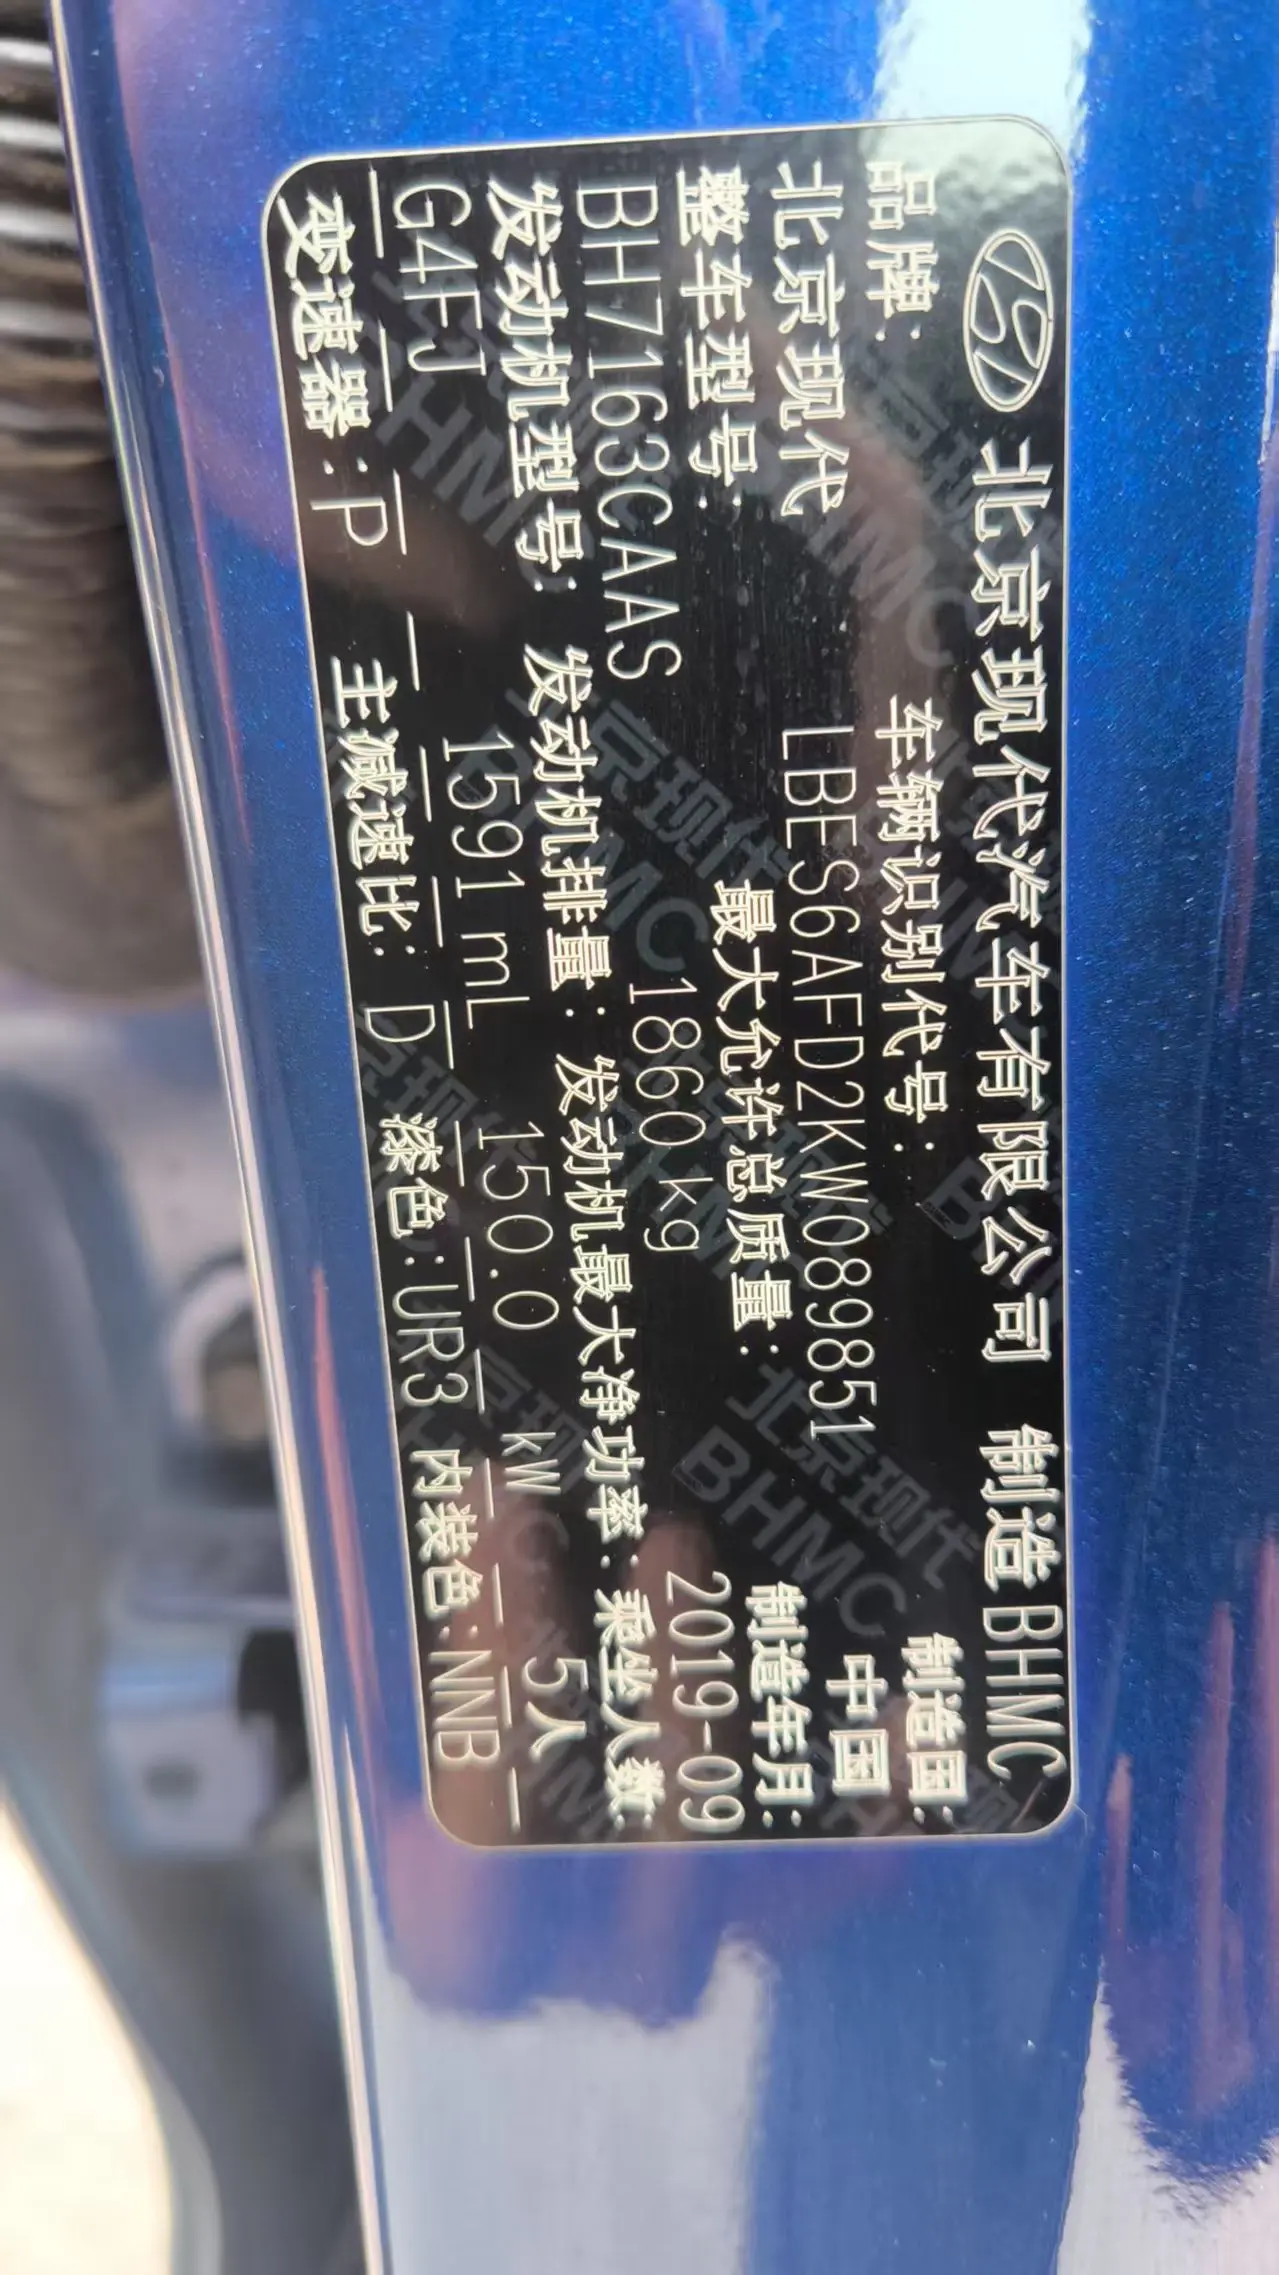 北京现代汽车有限公司 制造 BHMC
品牌: 车辆识别代号: 制造国:
北京现代 LBES6AFD2KW089851 中国
整车型号: 最大允许总质量: 制造年月:
BH7163CAAS 1860kg 2019-09
发动机型号: 发动机排量: 发动机最大净功率: 乘坐人数:
G4FJ 1591mL 150.0 kW 5人
变速器:P 主减速比: D 漆色:UR3 内装色:NNB